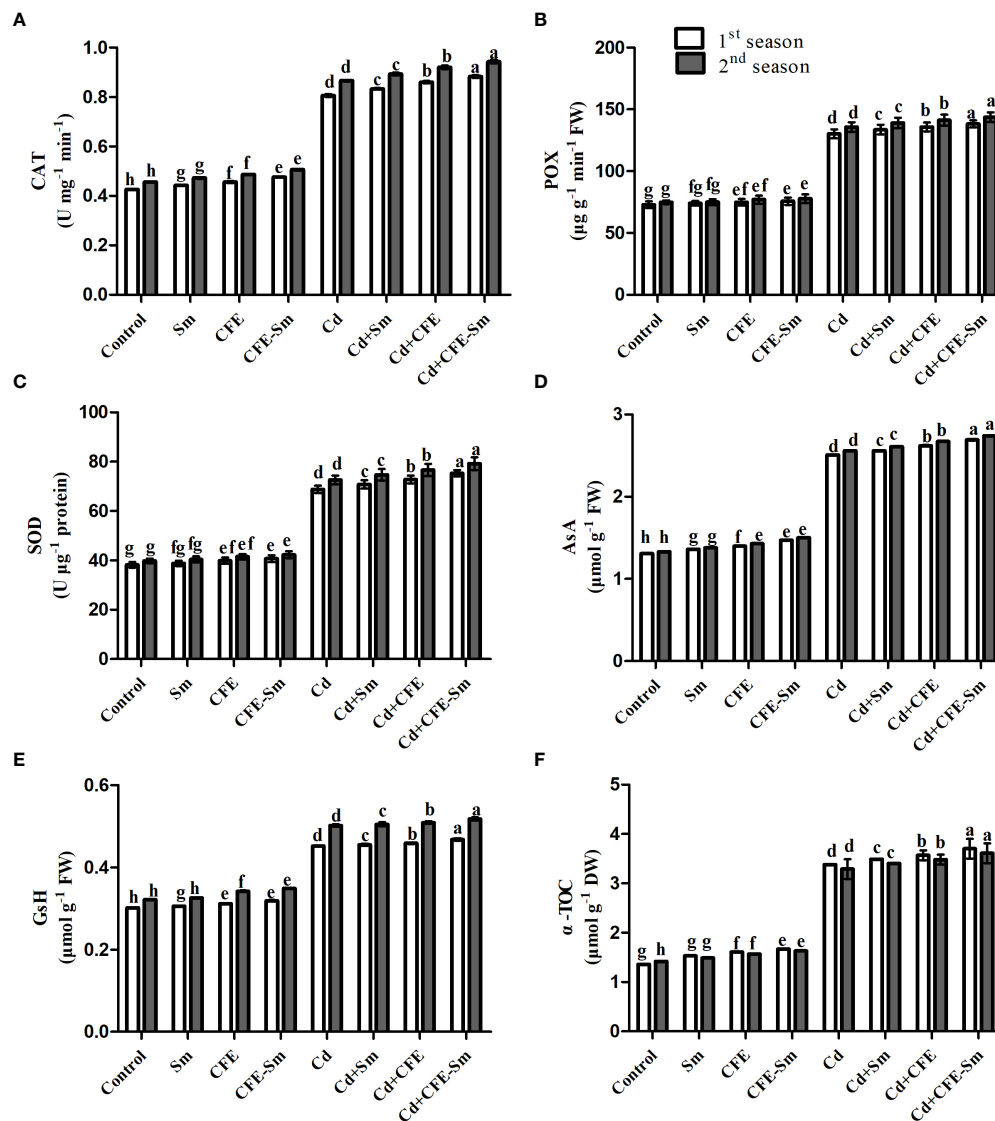 A
CAT
(U mg⁻¹ min⁻¹)
1.0
0.8
0.6
0.4
0.2
0.0
h h g g f f e e d d c c b b a a
Control Sm CFE CFE-Sm Cd Cd+Sm Cd+CFE Cd+CFE-Sm
B
POX
(µg g⁻¹ min⁻¹ FW)
1ˢᵗ season
2ⁿᵈ season
200
150
100
50
0
g g fg fg ef ef e e d d c c b b a a
Control Sm CFE CFE-Sm Cd Cd+Sm Cd+CFE Cd+CFE-Sm
C
SOD
(U µg⁻¹ protein)
100
80
60
40
20
0
g g fg fg e f e f e e d d c c b b a a
Control Sm CFE CFE-Sm Cd Cd+Sm Cd+CFE Cd+CFE-Sm
D
AsA
(µmol g⁻¹ FW)
3
2
1
0
h h g g f e e e d d c c b b a a
Control Sm CFE CFE-Sm Cd Cd+Sm Cd+CFE Cd+CFE-Sm
E
GsH
(µmol g⁻¹ FW)
0.6
0.4
0.2
0.0
h h g h e f e e d d c c b b a a
Control Sm CFE CFE-Sm Cd Cd+Sm Cd+CFE Cd+CFE-Sm
F
α -TOC
(µmol g⁻¹ DW)
5
4
3
2
1
0
g h g g f f e e d d c c b b a a
Control Sm CFE CFE-Sm Cd Cd+Sm Cd+CFE Cd+CFE-Sm